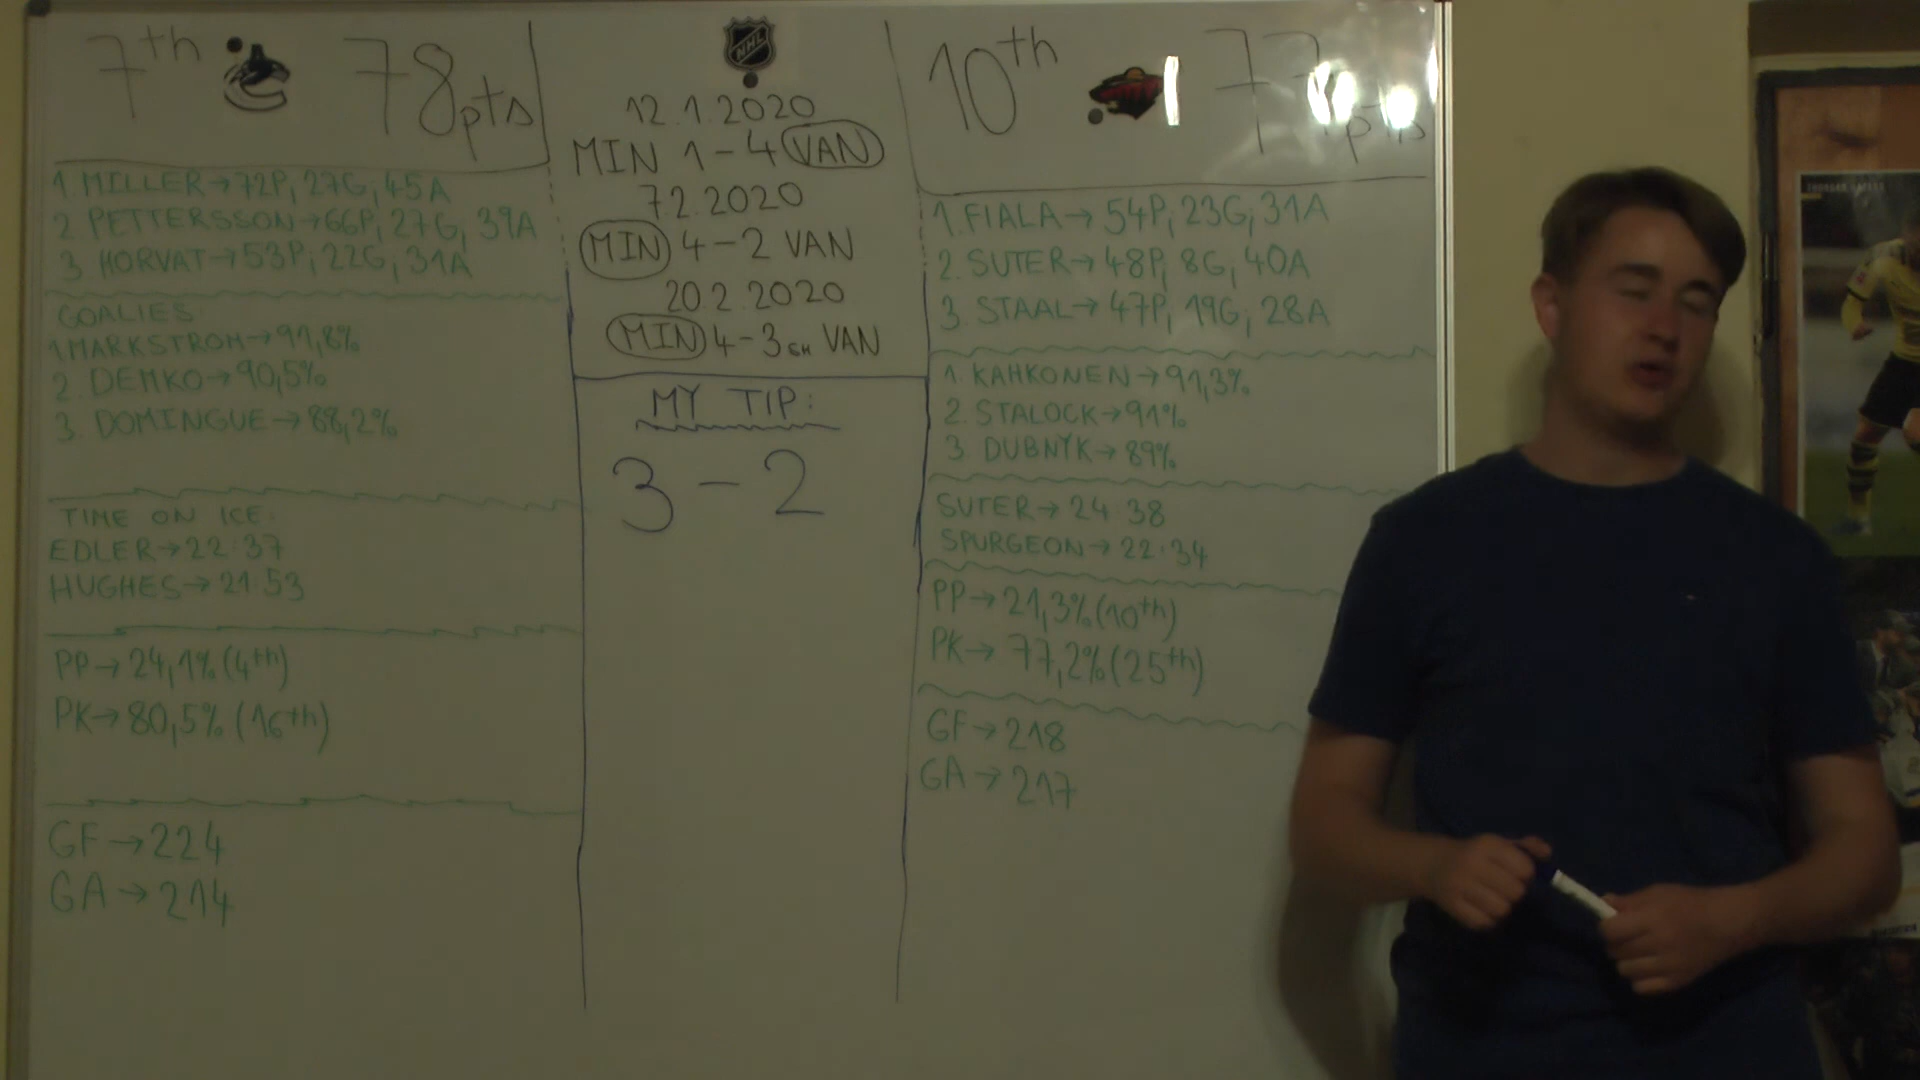 7th 78pts
1. MILLER→72P, 27G, 45A
2. PETTERSSON→66P, 27G, 39A
3. HORVAT→53P, 22G, 31A
GOALIES:
1. MARKSTROM→91,8%
2. DEMKO→90,5%
3. DOMINGUE→88,2%
TIME ON ICE:
EDLER→22:37
HUGHES→21:53
PP→24,1% (4th)
PK→80,5% (16th)
GF→224
GA→214
NHL
12.1.2020
MIN 1-4 VAN
7.2.2020
MIN 4-2 VAN
20.2.2020
MIN 4-3 SH VAN
MY TIP:
3-2
10th 77pts
1. FIALA→54P, 23G, 31A
2. SUTER→48P, 8G, 40A
3. STAAL→47P, 19G, 28A
1. KAHKONEN→91,3%
2. STALOCK→91%
3. DUBNYK→89%
SUTER→24:38
SPURGEON→22:34
PP→21,3% (10th)
PK→77,2% (25th)
GF→218
GA→217